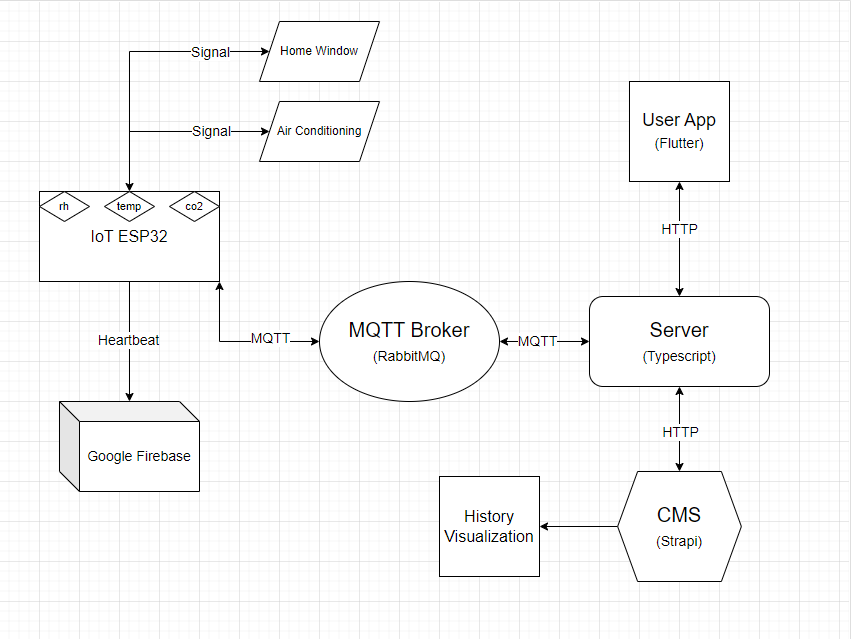 Signal
Home Window
Signal
Air Conditioning
User App
(Flutter)
rh
temp
co2
IoT ESP32
HTTP
Heartbeat
MQTT
MQTT Broker
(RabbitMQ)
MQTT
Server
(Typescript)
HTTP
Google Firebase
History
Visualization
CMS
(Strapi)